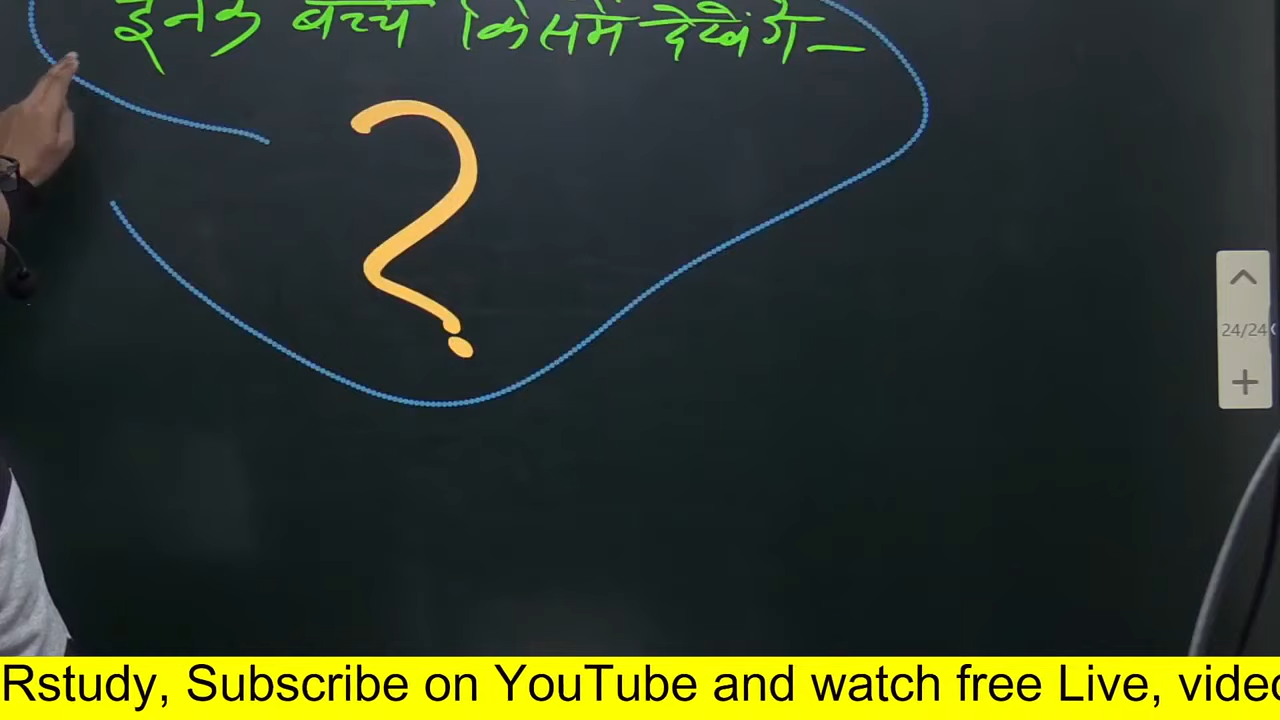 इनके बच्चे किसमें देखेंगे –
?
24/24
Rstudy, Subscribe on YouTube and watch free Live, video